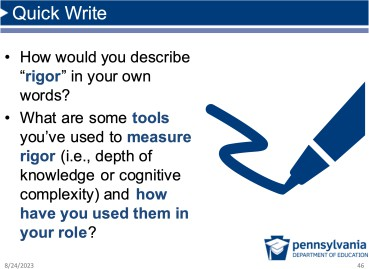 Quick Write
• How would you describe
“rigor” in your own
words?
• What are some tools
you’ve used to measure
rigor (i.e., depth of
knowledge or cognitive
complexity) and how
have you used them in
your role?
pennsylvania
DEPARTMENT OF EDUCATION
8/24/2023
46